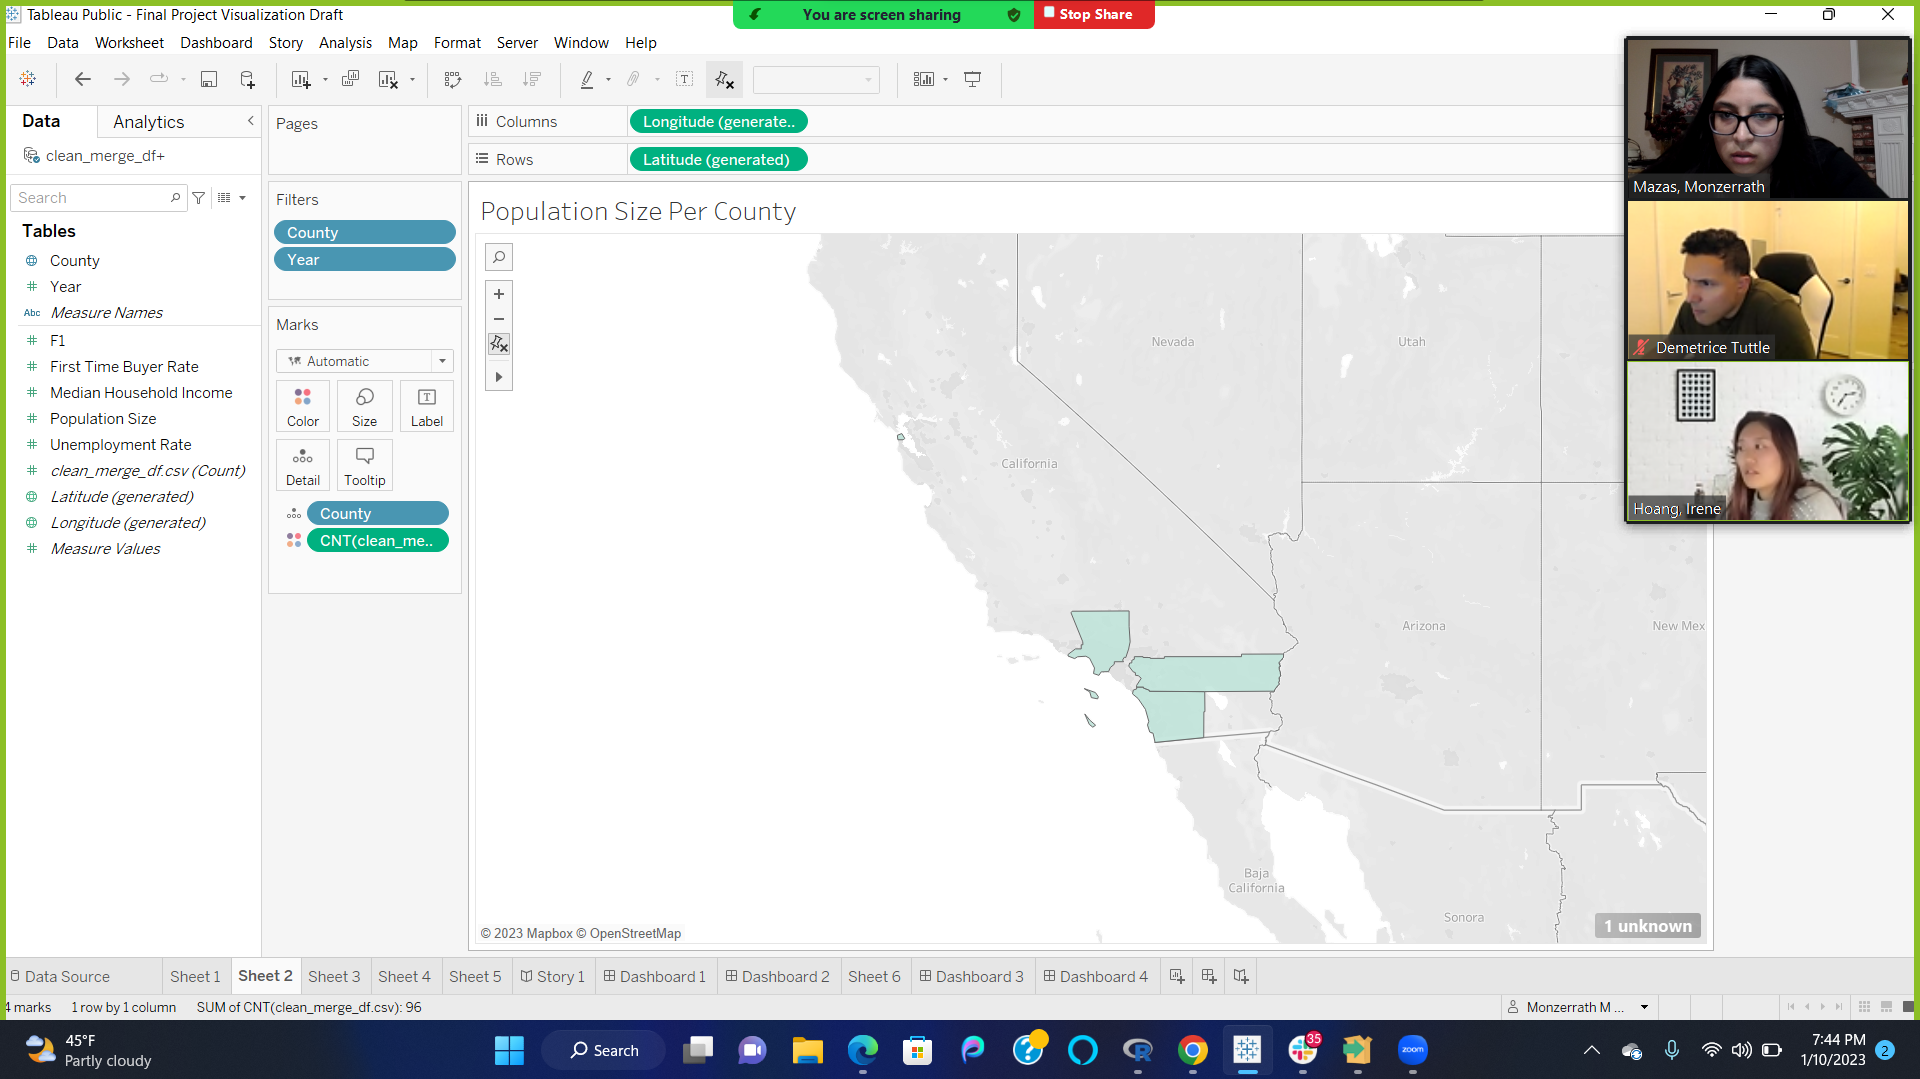 Tableau Public - Final Project Visualization Draft
You are screen sharing
Stop Share
File Data Worksheet Dashboard Story Analysis Map Format Server Window Help
Data
Analytics
clean_merge_df+
Search
Tables
County
Year
Abc Measure Names
F1
First Time Buyer Rate
Median Household Income
Population Size
Unemployment Rate
clean_merge_df.csv (Count)
Latitude (generated)
Longitude (generated)
Measure Values
Pages
Filters
County
Year
Marks
Automatic
Color Size Label
Detail Tooltip
County
CNT(clean_me..
Columns
Longitude (generate..
Rows
Latitude (generated)
Population Size Per County
Nevada
Utah
California
Arizona
New Mex
Baja
California
Sonora
© 2023 Mapbox © OpenStreetMap
1 unknown
Mazas, Monzerrath
Demetrice Tuttle
Hoang, Irene
Data Source Sheet 1 Sheet 2 Sheet 3 Sheet 4 Sheet 5 Story 1 Dashboard 1 Dashboard 2 Sheet 6 Dashboard 3 Dashboard 4
4 marks 1 row by 1 column SUM of CNT(clean_merge_df.csv): 96
Monzerrath M ...
45°F
Partly cloudy
Search
35
zoom
7:44 PM
1/10/2023
2